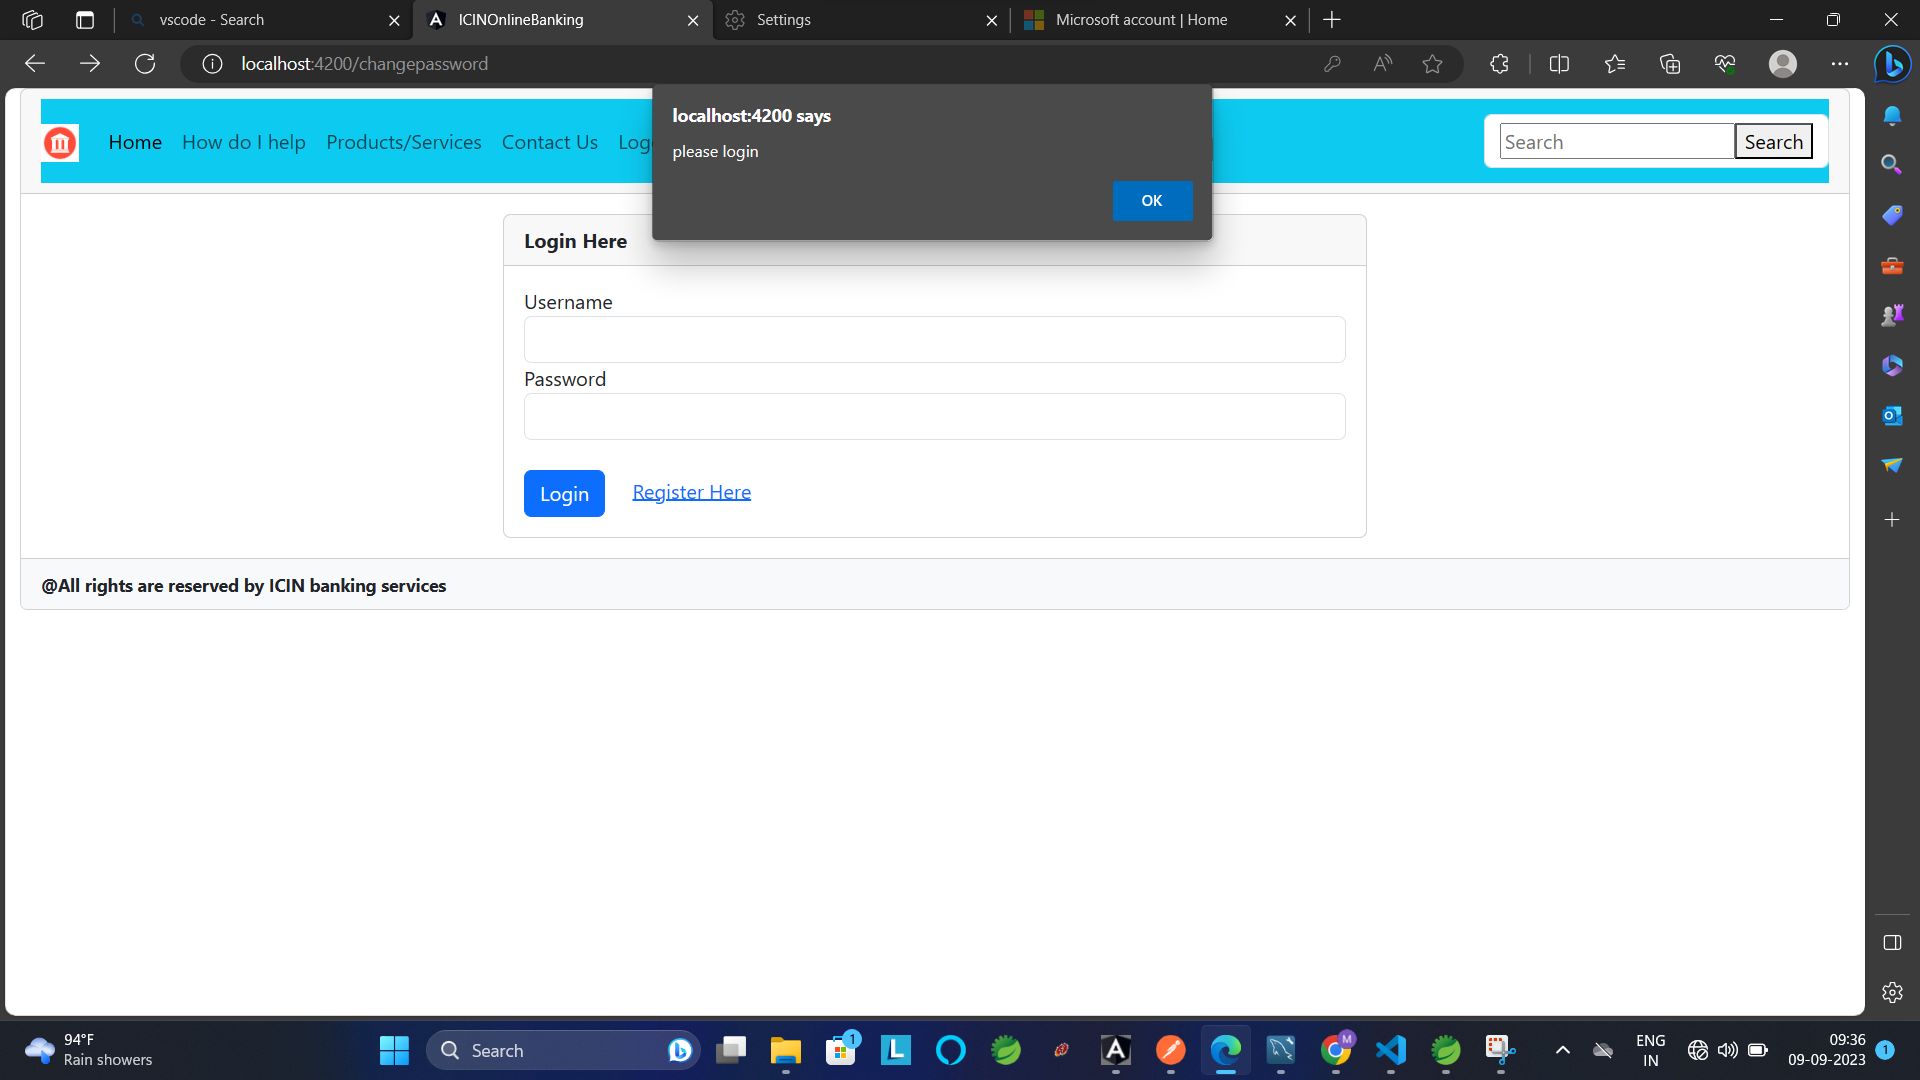 vscode - Search
ICINOnlineBanking
Settings
Microsoft account | Home
localhost:4200/changepassword
localhost:4200 says
please login
OK
Home How do I help Products/Services Contact Us Log
Search Search
Login Here
Username
Password
Login Register Here
@All rights are reserved by ICIN banking services
94°F
Rain showers
Search
1
L
M
ENG
IN
09:36
09-09-2023
1